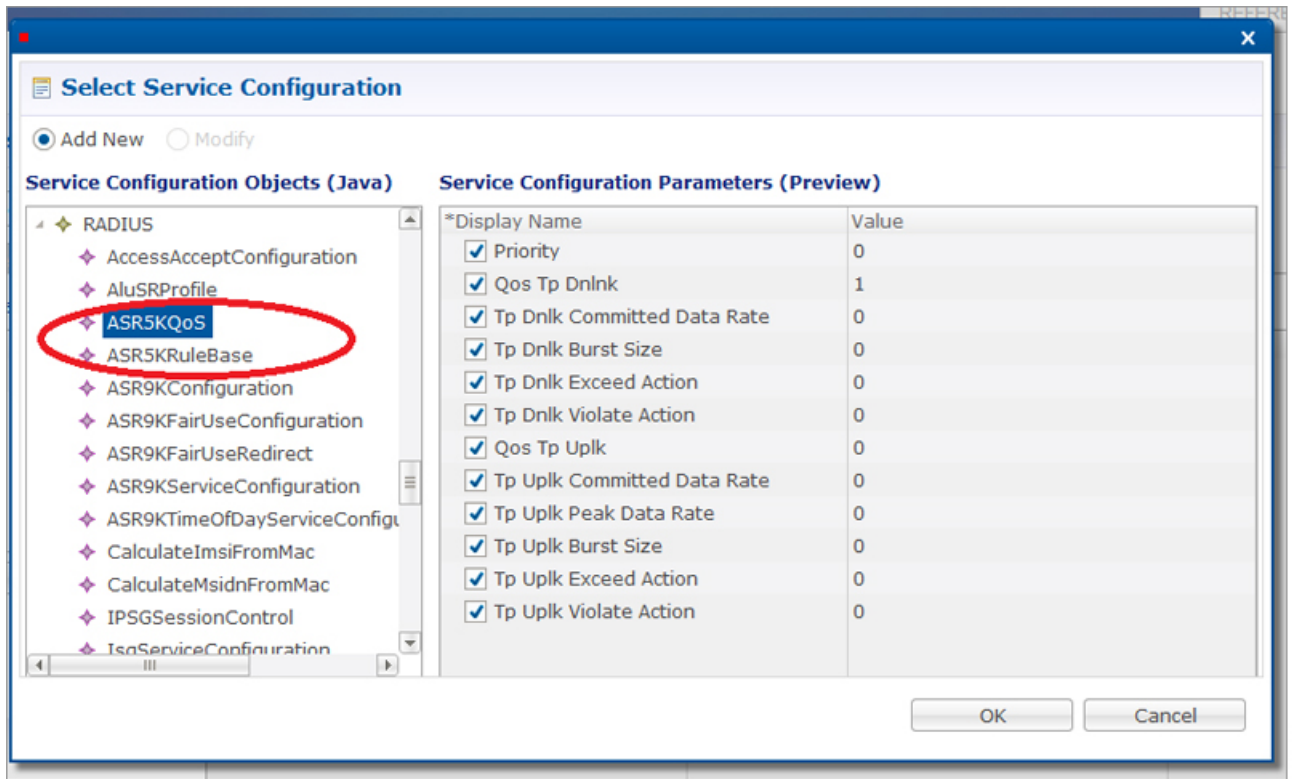 REFERE
Select Service Configuration
Add New Modify
Service Configuration Objects (Java) Service Configuration Parameters (Preview)
RADIUS
AccessAcceptConfiguration
AluSRProfile
ASR5KQoS
ASR5KRuleBase
ASR9KConfiguration
ASR9KFairUseConfiguration
ASR9KFairUseRedirect
ASR9KServiceConfiguration
ASR9KTimeOfDayServiceConfigu
CalculateImsiFromMac
CalculateMsidnFromMac
IPSGSessionControl
IsgServiceConfiguration
*Display Name Value
Priority 0
Qos Tp Dnlnk 1
Tp Dnlk Committed Data Rate 0
Tp Dnlk Burst Size 0
Tp Dnlk Exceed Action 0
Tp Dnlk Violate Action 0
Qos Tp Uplk 0
Tp Uplk Committed Data Rate 0
Tp Uplk Peak Data Rate 0
Tp Uplk Burst Size 0
Tp Uplk Exceed Action 0
Tp Uplk Violate Action 0
OK Cancel